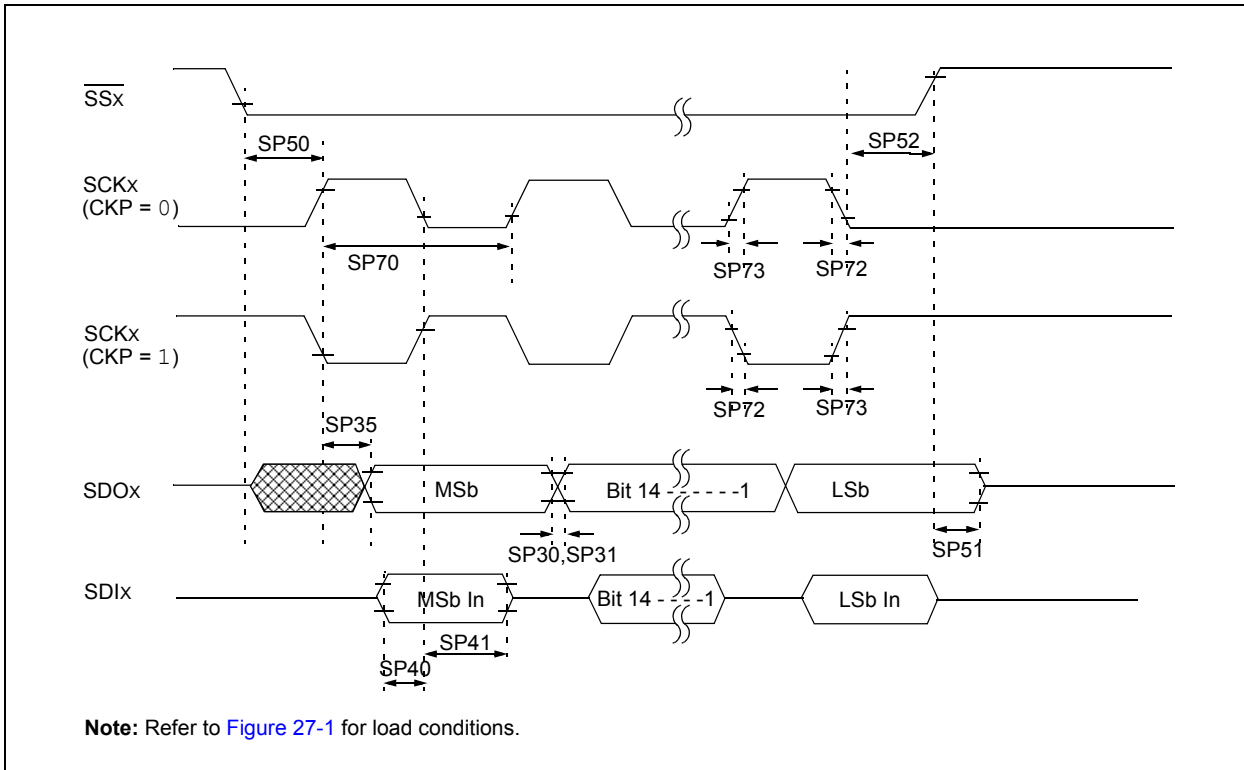 SSx
SP50
SP52
SCKx
(CKP = 0)
SP70
SP73
SP72
SCKx
(CKP = 1)
SP72
SP73
SP35
SDOx
MSb
Bit 14 - - - - - -1
LSb
SP30,SP31
SP51
SDIx
MSb In
Bit 14 - - - -1
LSb In
SP41
SP40
Note: Refer to Figure 27-1 for load conditions.